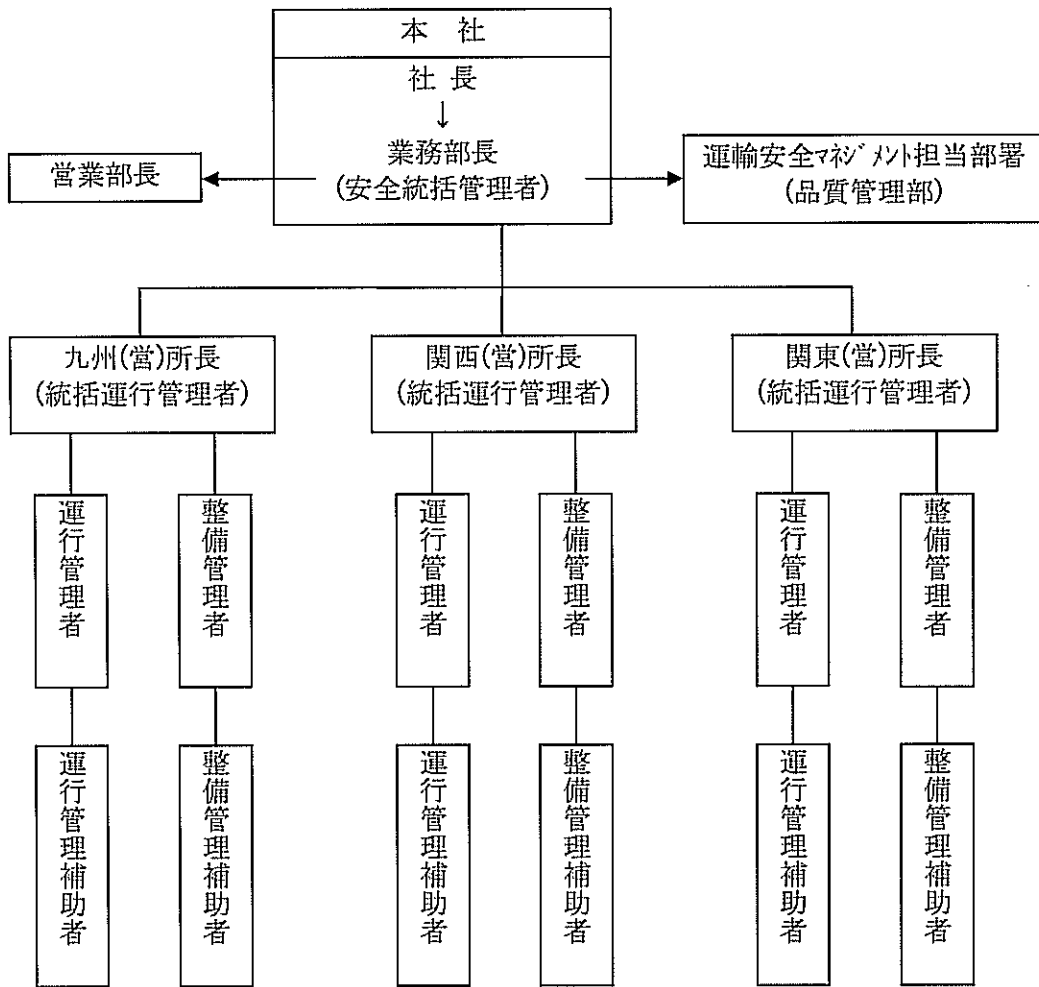 本 社
社 長
↓
業務部長
(安全統括管理者)
営業部長
運輸安全ﾏﾈｼﾞﾒﾝﾄ担当部署
(品質管理部)
九州(営)所長
(統括運行管理者)
関西(営)所長
(統括運行管理者)
関東(営)所長
(統括運行管理者)
運行管理者
整備管理者
運行管理者
整備管理者
運行管理者
整備管理者
運行管理補助者
整備管理補助者
運行管理補助者
整備管理補助者
運行管理補助者
整備管理補助者